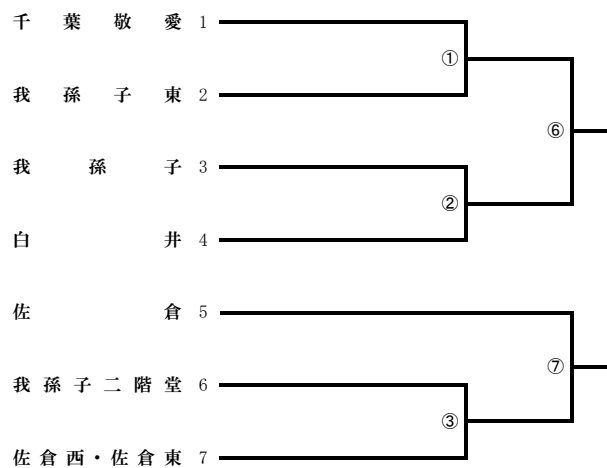 千葉敬愛 1
①
我孫子東 2
⑥
我孫子 3
②
白井 4
佐倉 5
⑦
我孫子二階堂 6
③
佐倉西・佐倉東 7